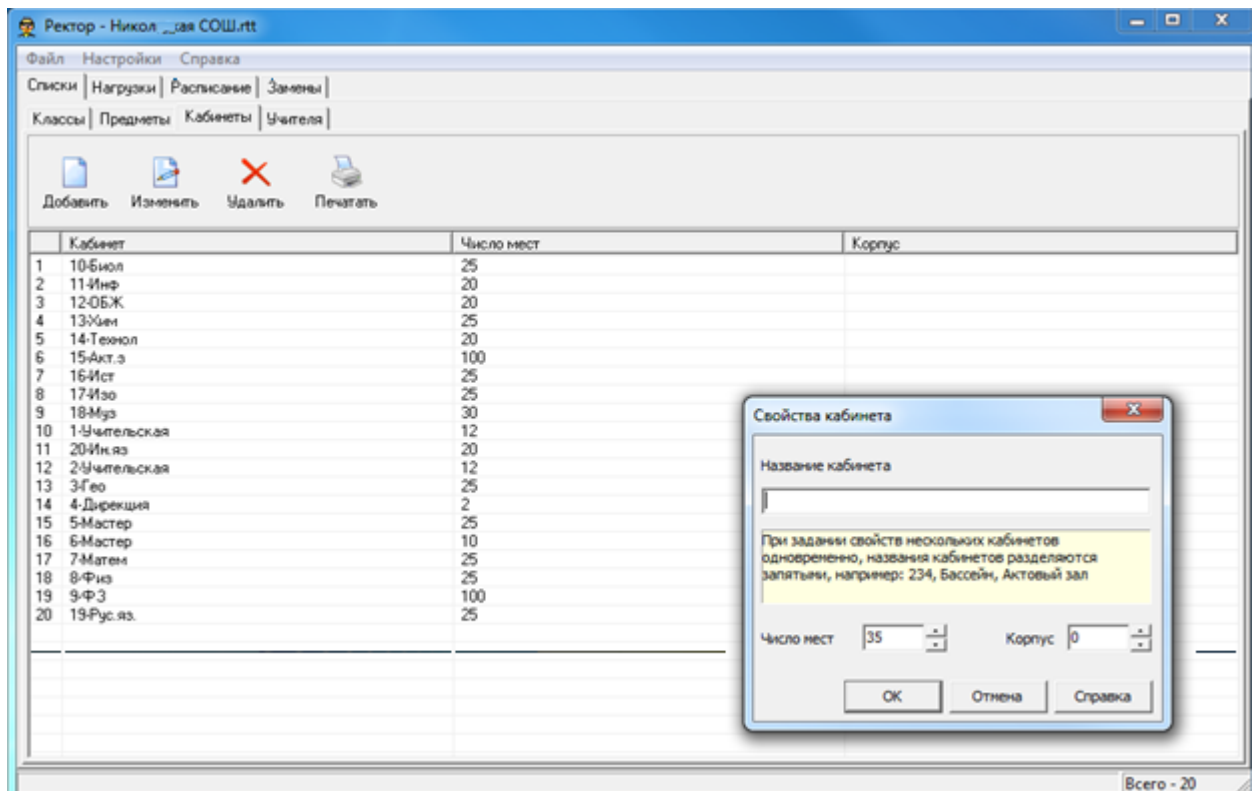 Ректор - Никол кая СОШ.rtt
Файл Настройки Справка
Списки Нагрузки Расписание Замены
Классы Предметы Кабинеты Учителя
Добавить Изменить Удалить Печатать
Кабинет Число мест Корпус
1 10-Биол 25
2 11-Инф 20
3 12-ОБЖ 20
4 13-Хим 25
5 14-Технол 20
6 15-Акт.з 100
7 16-Ист 25
8 17-Изо 25
9 18-Муз 30
10 1-Учительская 12
11 20-Ин.яз 20
12 2-Учительская 12
13 3-Гео 25
14 4-Дирекция 2
15 5-Мастер 25
16 6-Мастер 10
17 7-Матем 25
18 8-Физ 25
19 9-ФЗ 100
20 19-Рус.яз. 25
Свойства кабинета
Название кабинета
При задании свойств нескольких кабинетов
одновременно, названия кабинетов разделяются
запятыми, например: 234, Бассейн, Актовый зал
Число мест 35 Корпус 0
OK Отмена Справка
Всего - 20